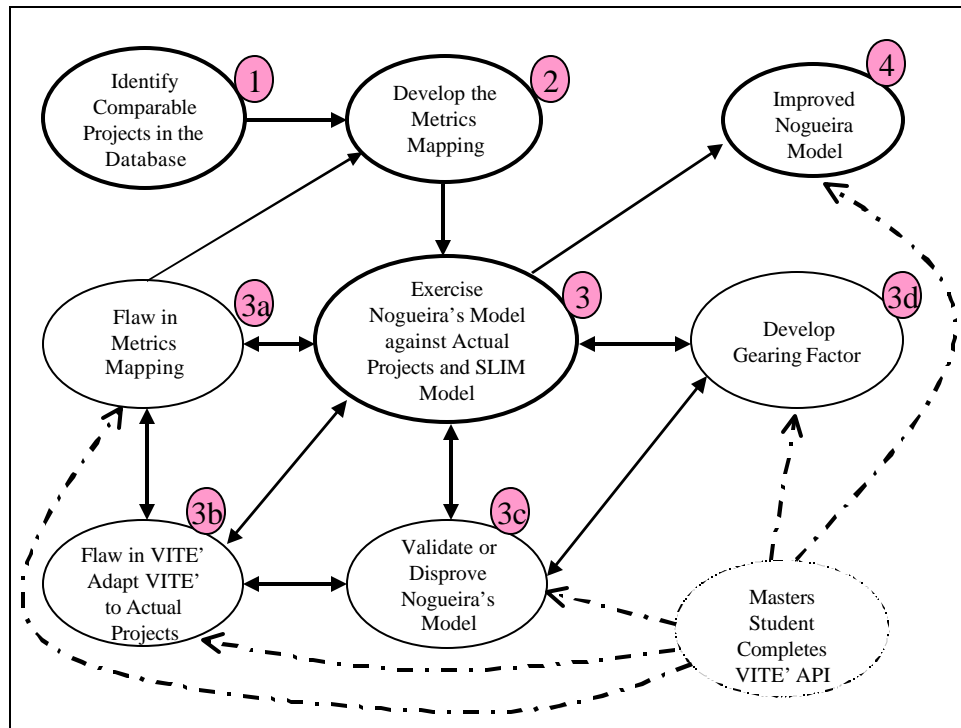 1
Identify
Comparable
Projects in the
Database
2
Develop the
Metrics
Mapping
4
Improved
Nogueira
Model
3a
Flaw in
Metrics
Mapping
3
Exercise
Nogueira’s Model
against Actual
Projects and SLIM
Model
3d
Develop
Gearing Factor
3b
Flaw in VITE’
Adapt VITE’
to Actual
Projects
3c
Validate or
Disprove
Nogueira’s
Model
Masters
Student
Completes
VITE’ API